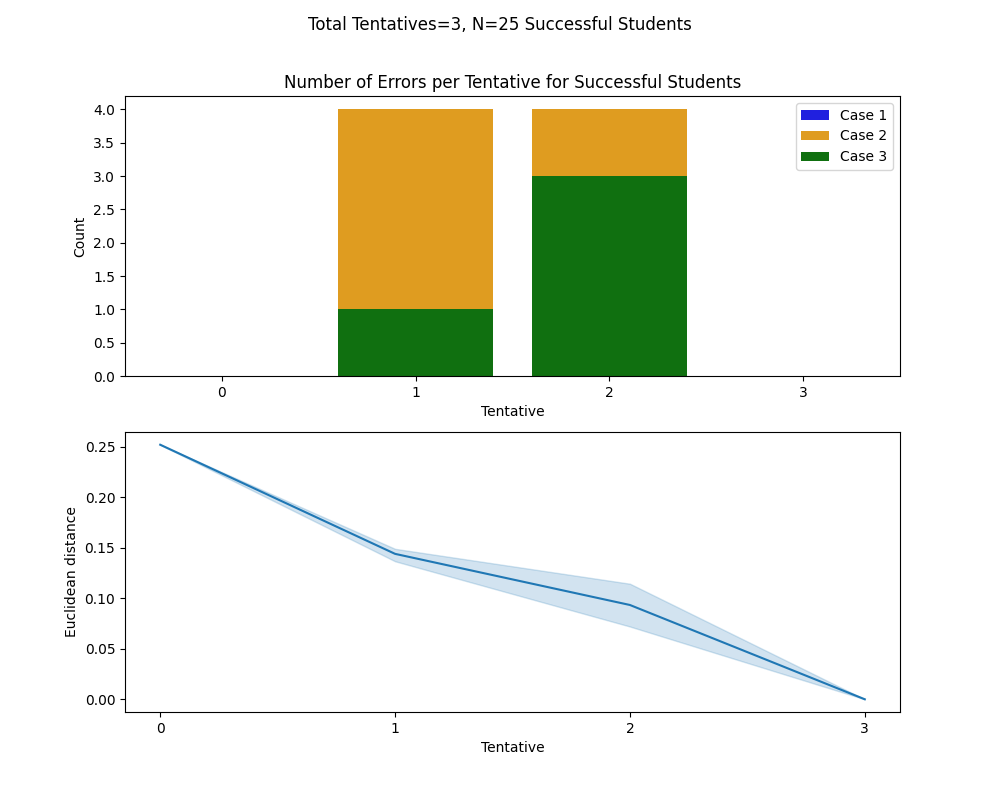 Total Tentatives=3, N=25 Successful Students
Number of Errors per Tentative for Successful Students
4.0
3.5
3.0
2.5
2.0
1.5
1.0
0.5
0.0
Count
Case 1
Case 2
Case 3
0 1 2 3
Tentative
0.25
0.20
0.15
0.10
0.05
0.00
Euclidean distance
0 1 2 3
Tentative